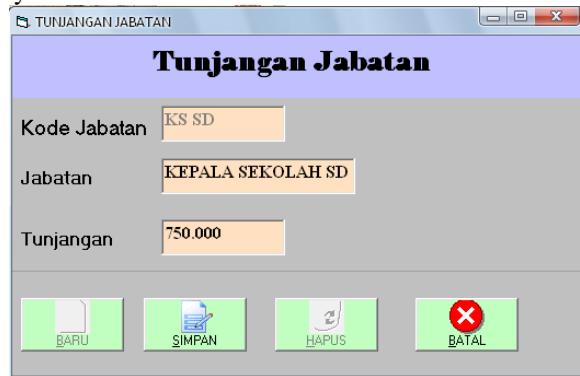 TUNJANGAN JABATAN
Tunjangan Jabatan
Kode Jabatan KS SD
Jabatan KEPALA SEKOLAH SD
Tunjangan 750.000
BARU SIMPAN HAPUS BATAL